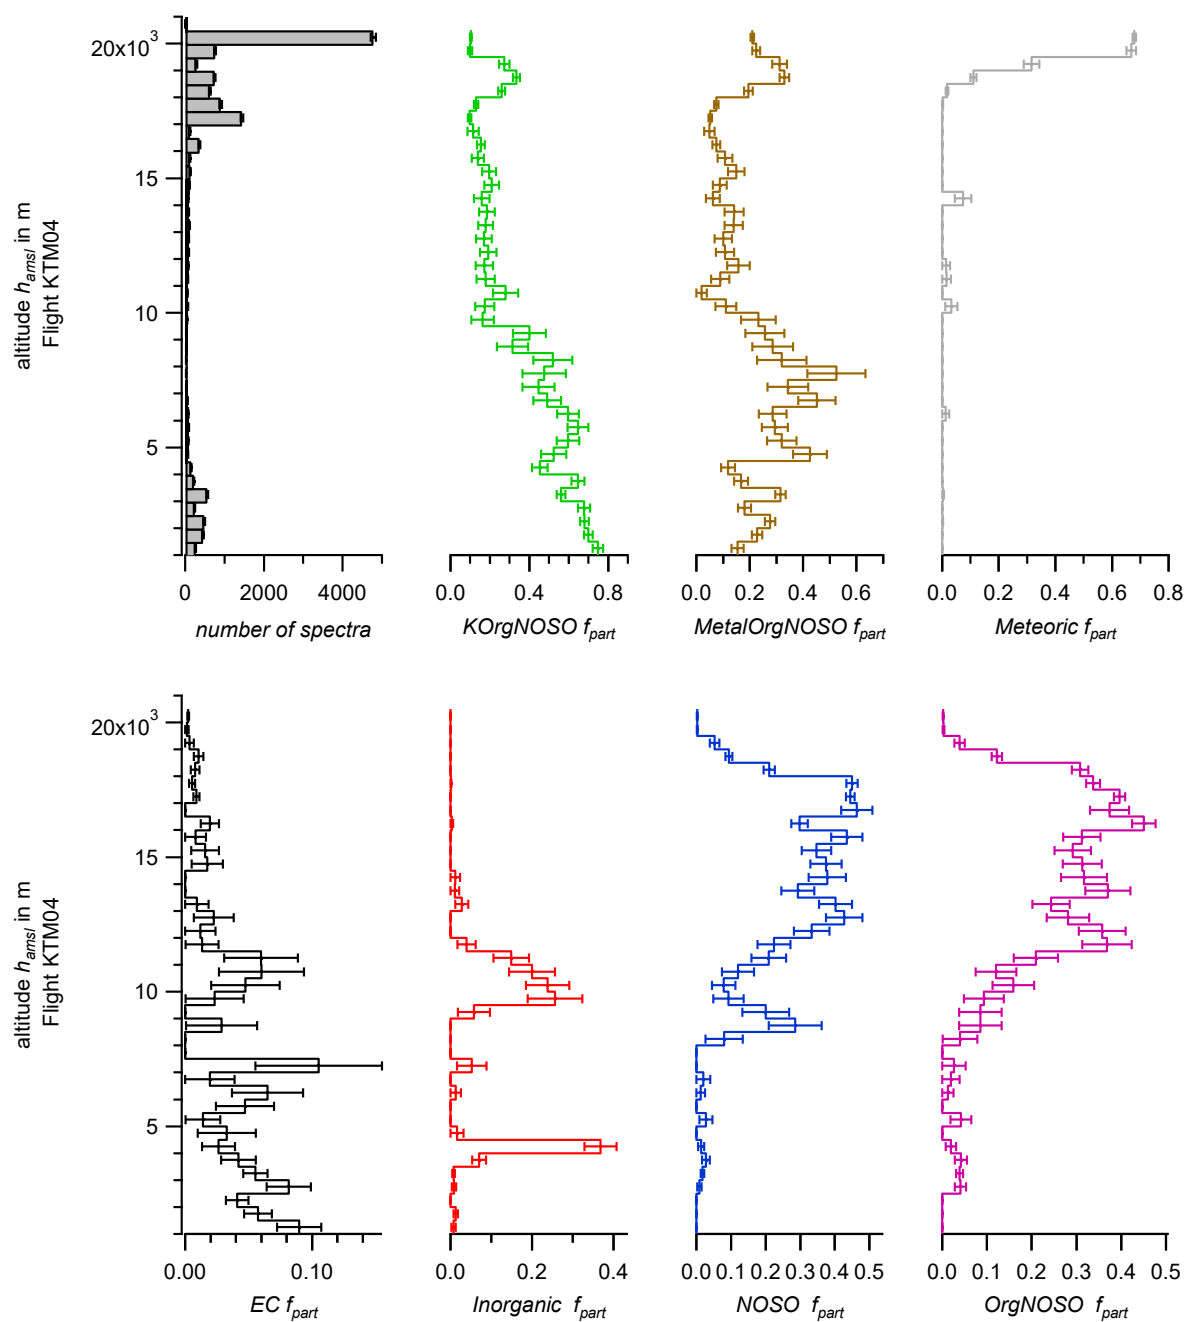 20x10³
15
10
5
altitude h_amsl in m
Flight KTM04
0 2000 4000
number of spectra
0.0 0.4 0.8
KOrgNOSO f_part
0.0 0.2 0.4 0.6
MetalOrgNOSO f_part
0.0 0.2 0.4 0.6 0.8
Meteoric f_part
20x10³
15
10
5
altitude h_amsl in m
Flight KTM04
0.00 0.10
EC f_part
0.0 0.2 0.4
Inorganic f_part
0.0 0.1 0.2 0.3 0.4 0.5
NOSO f_part
0.0 0.1 0.2 0.3 0.4 0.5
OrgNOSO f_part